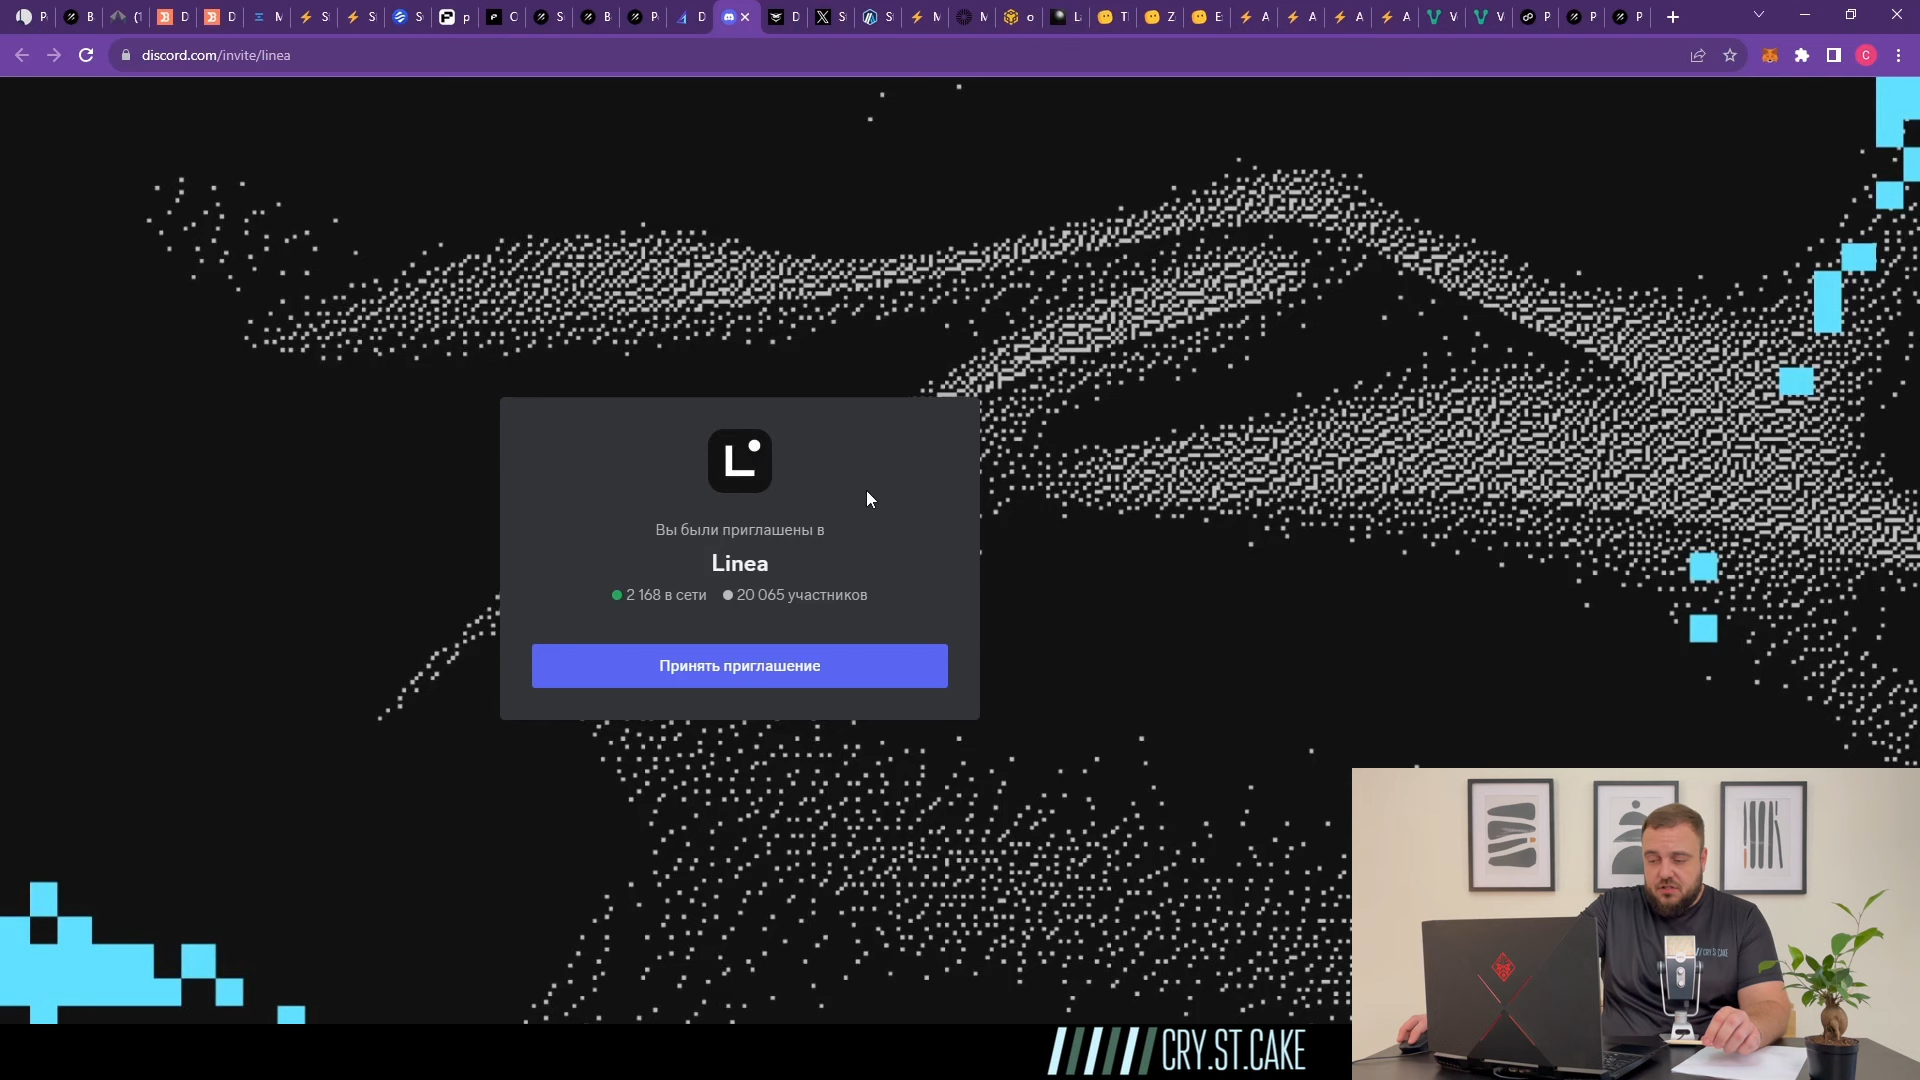 discord.com/invite/linea
C
Вы были приглашены в
Linea
2 168 в сети 20 065 участников
Принять приглашение
CRY.ST.CAKE